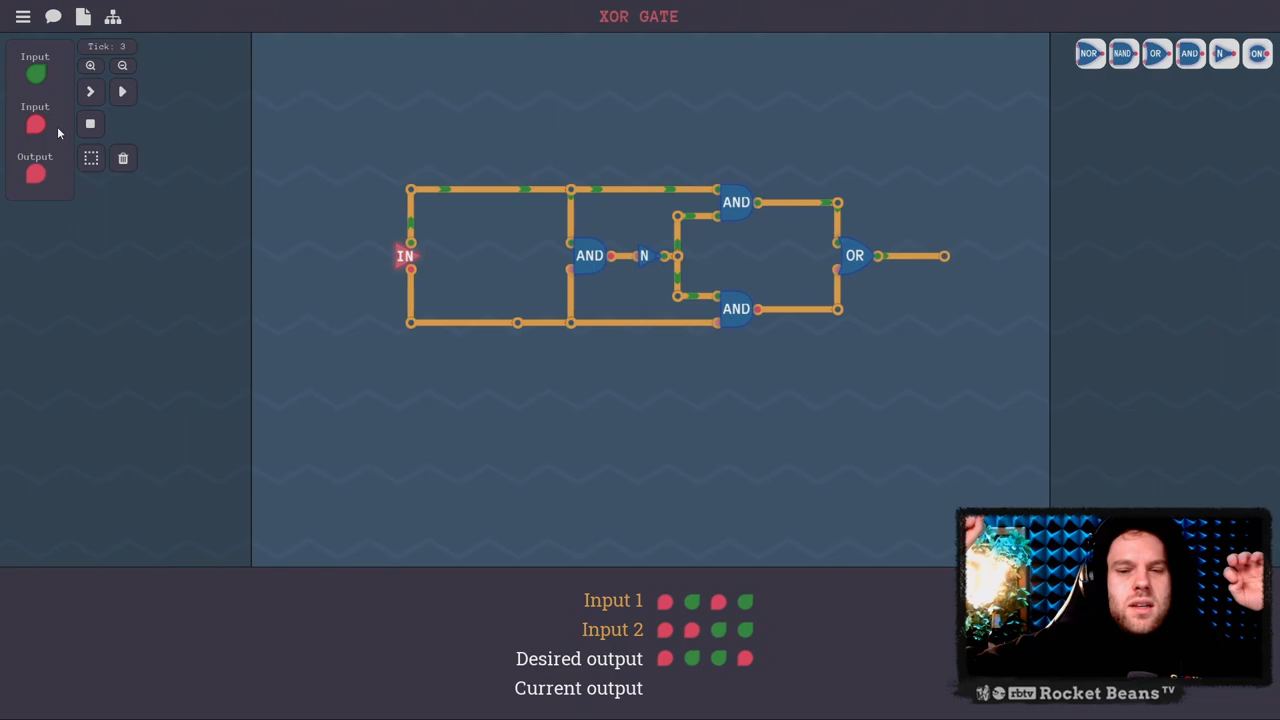 XOR GATE
Input
Input
Output
Tick: 3
NOR NAND OR AND N ON
IN
AND
N
AND
AND
OR
Input 1
Input 2
Desired output
Current output
rbtv Rocket Beans TV